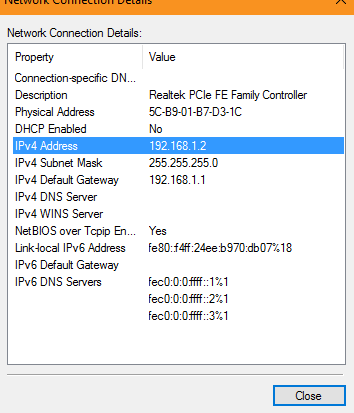 Network Connection Details
Network Connection Details:
Property Value
Connection-specific DN...
Description Realtek PCIe FE Family Controller
Physical Address 5C-B9-01-B7-D3-1C
DHCP Enabled No
IPv4 Address 192.168.1.2
IPv4 Subnet Mask 255.255.255.0
IPv4 Default Gateway 192.168.1.1
IPv4 DNS Server
IPv4 WINS Server
NetBIOS over Tcpip En... Yes
Link-local IPv6 Address fe80::f4ff:24ee:b970:db07%18
IPv6 Default Gateway
IPv6 DNS Servers fec0:0:0:ffff::1%1
fec0:0:0:ffff::2%1
fec0:0:0:ffff::3%1
Close